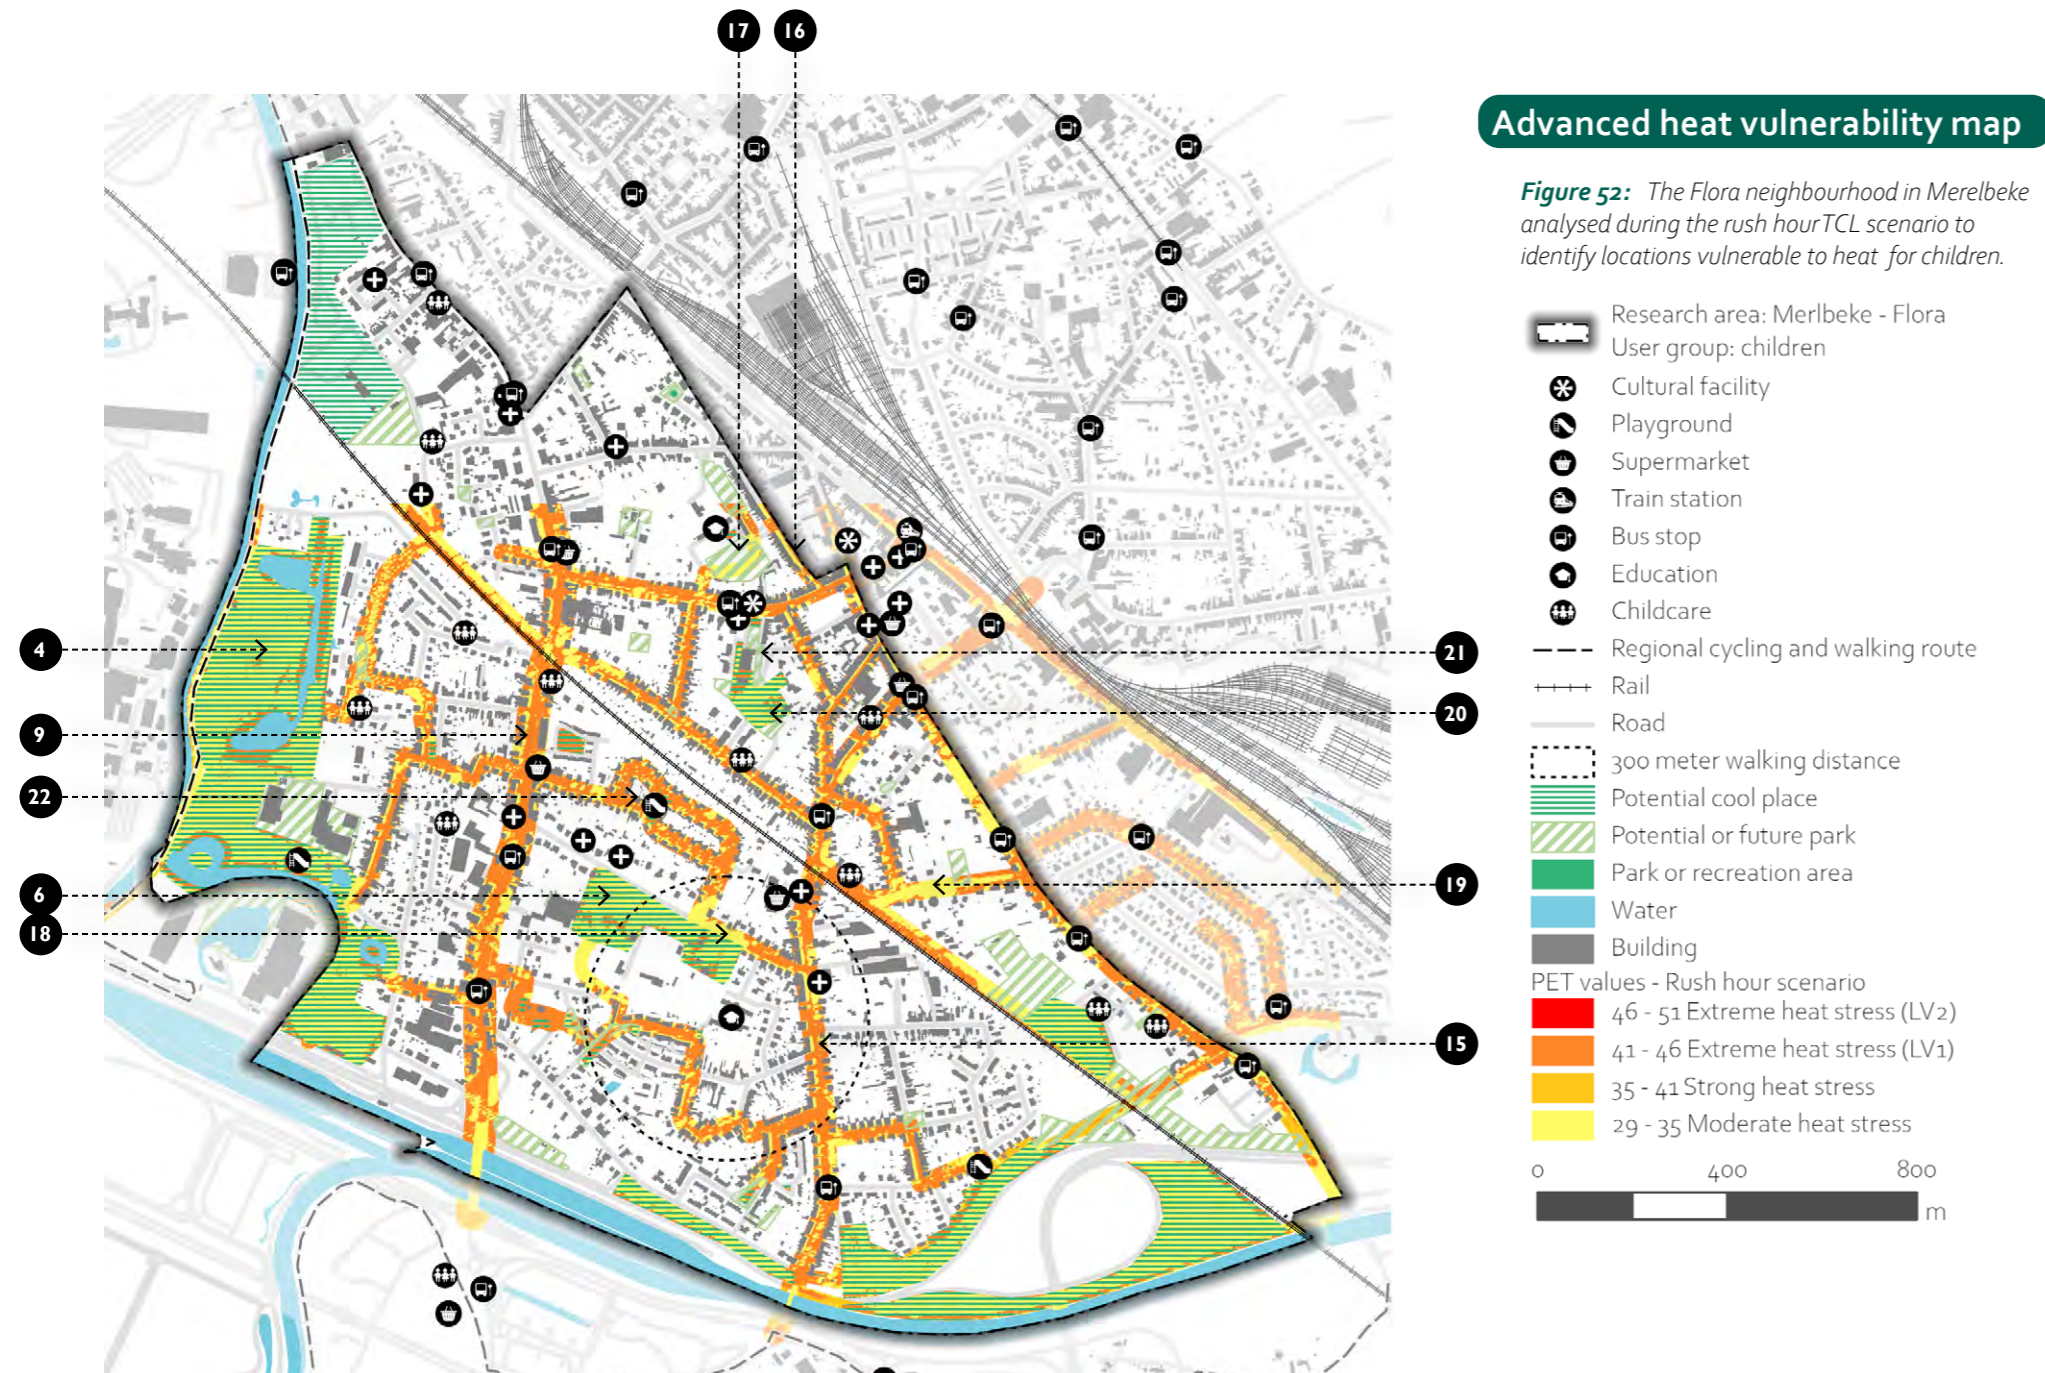 17 16
Advanced heat vulnerability map
Figure 52: The Flora neighbourhood in Merelbeke
analysed during the rush hour TCL scenario to
identify locations vulnerable to heat for children.
Research area: Merlbeke - Flora
User group: children
Cultural facility
Playground
Supermarket
Train station
Bus stop
Education
Childcare
Regional cycling and walking route
Rail
Road
300 meter walking distance
Potential cool place
Potential or future park
Park or recreation area
Water
Building
PET values - Rush hour scenario
46 - 51 Extreme heat stress (LV2)
41 - 46 Extreme heat stress (LV1)
35 - 41 Strong heat stress
29 - 35 Moderate heat stress
0 400 800
m
4
9
22
6
18
21
20
19
15